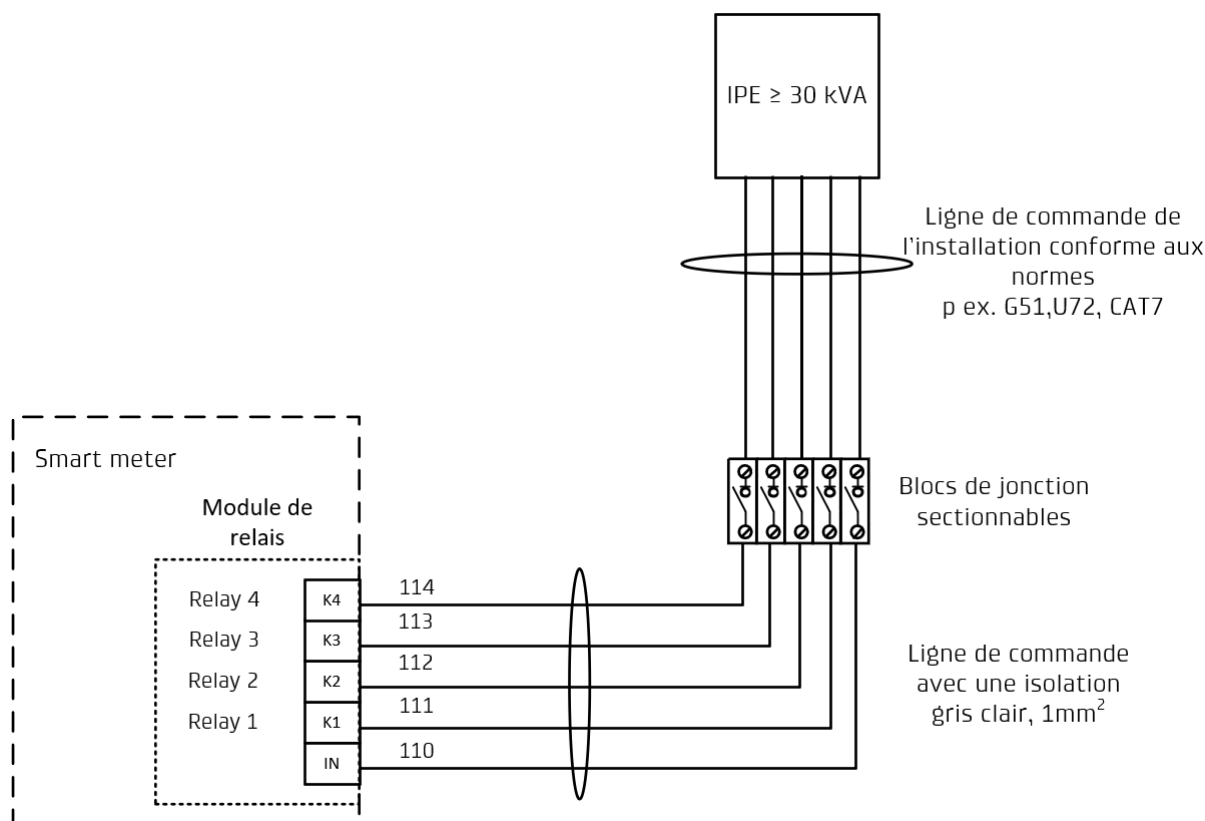 IPE ≥ 30 kVA
Ligne de commande de
l'installation conforme aux
normes
p ex. G51,U72, CAT7
Smart meter
Blocs de jonction
sectionnables
Module de
relais
Relay 4
K4
114
Relay 3
K3
113
Relay 2
K2
112
Relay 1
K1
111
IN
110
Ligne de commande
avec une isolation
gris clair, 1mm²